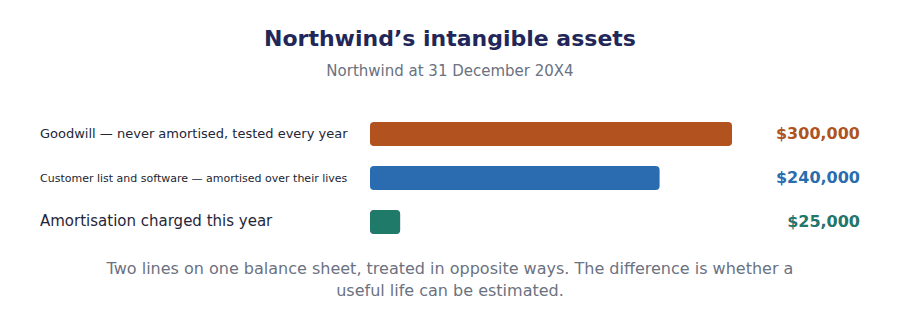 Northwind’s intangible assets
Northwind at 31 December 20X4
Goodwill — never amortised, tested every year $300,000
Customer list and software — amortised over their lives $240,000
Amortisation charged this year $25,000
Two lines on one balance sheet, treated in opposite ways. The difference is whether a
useful life can be estimated.